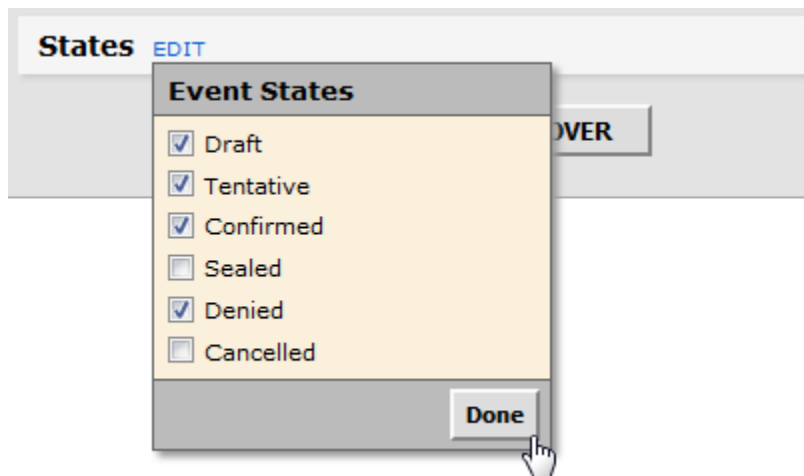 States EDIT
Event States
Draft
Tentative
Confirmed
Sealed
Denied
Cancelled
Done